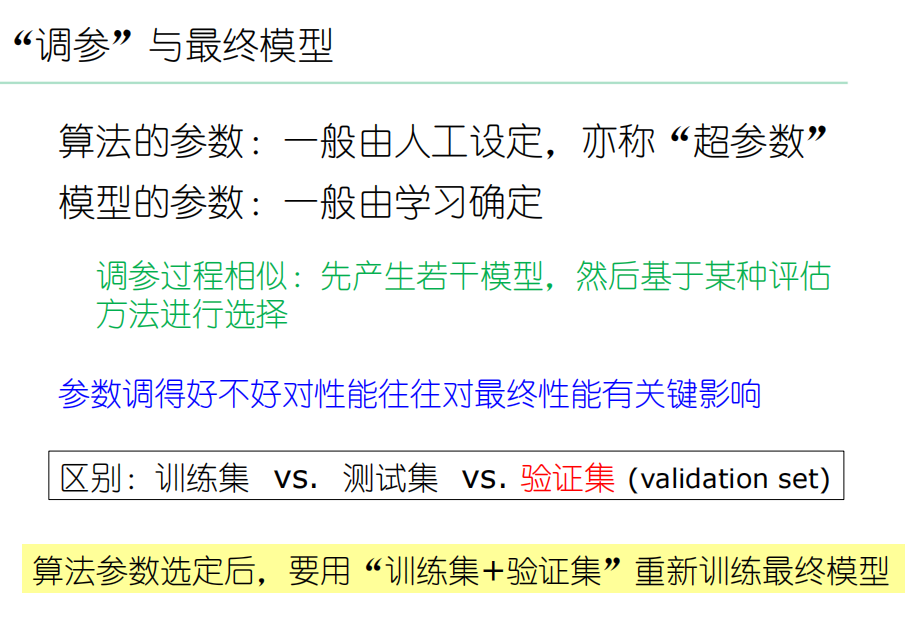 “调参”与最终模型
算法的参数：一般由人工设定，亦称“超参数”
模型的参数：一般由学习确定
调参过程相似：先产生若干模型，然后基于某种评估
方法进行选择
参数调得好不好对性能往往对最终性能有关键影响
区别：训练集 vs. 测试集 vs. 验证集 (validation set)
算法参数选定后，要用“训练集+验证集”重新训练最终模型